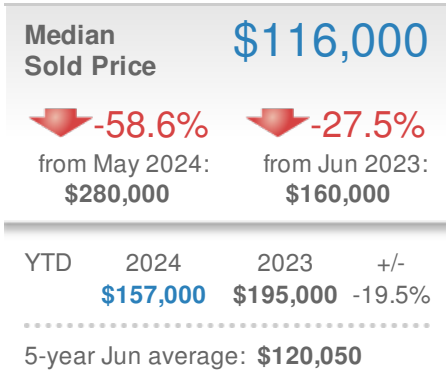 Median
Sold Price
$116,000
-58.6%
from May 2024:
$280,000
-27.5%
from Jun 2023:
$160,000
YTD 2024 2023 +/-
$157,000 $195,000 -19.5%
5-year Jun average: $120,050